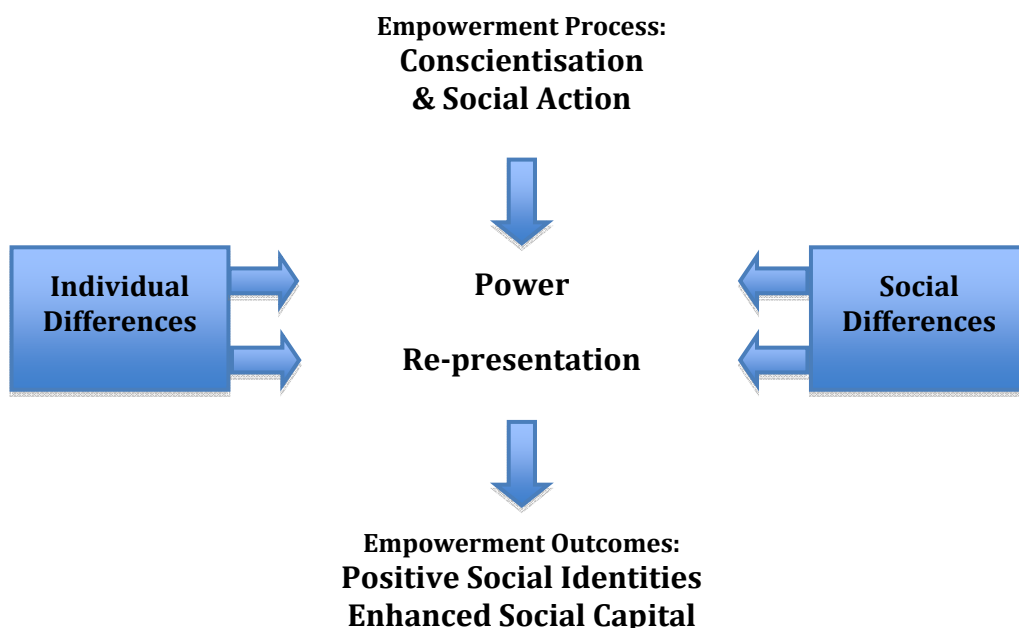 Empowerment Process:
Conscientisation
& Social Action
Individual
Differences
Power
Re-presentation
Social
Differences
Empowerment Outcomes:
Positive Social Identities
Enhanced Social Capital